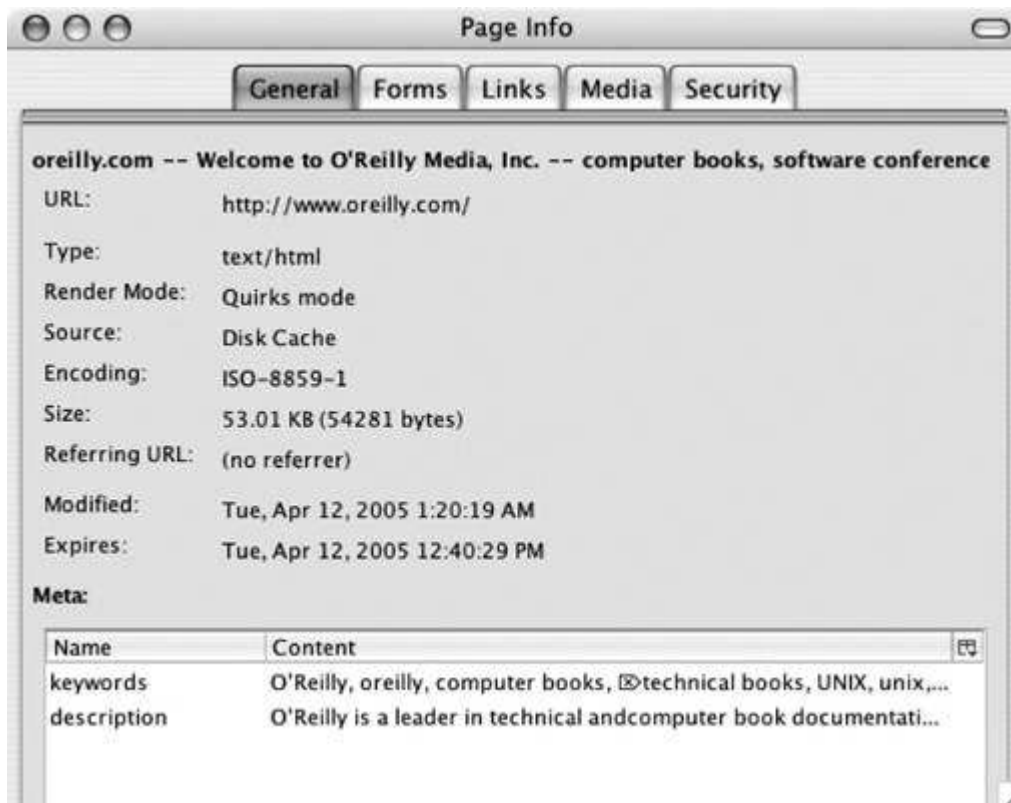 Page Info
General Forms Links Media Security
oreilly.com -- Welcome to O'Reilly Media, Inc. -- computer books, software conference
URL: http://www.oreilly.com/
Type: text/html
Render Mode: Quirks mode
Source: Disk Cache
Encoding: ISO-8859-1
Size: 53.01 KB (54281 bytes)
Referring URL: (no referrer)
Modified: Tue, Apr 12, 2005 1:20:19 AM
Expires: Tue, Apr 12, 2005 12:40:29 PM
Meta:
Name Content
keywords O'Reilly, oreilly, computer books, ⌦technical books, UNIX, unix,...
description O'Reilly is a leader in technical andcomputer book documentati...